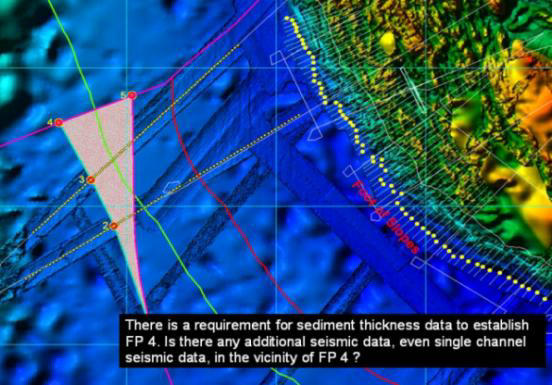 5
4
3
2
Foot of Slopes
There is a requirement for sediment thickness data to establish
FP 4. Is there any additional seismic data, even single channel
seismic data, in the vicinity of FP 4 ?